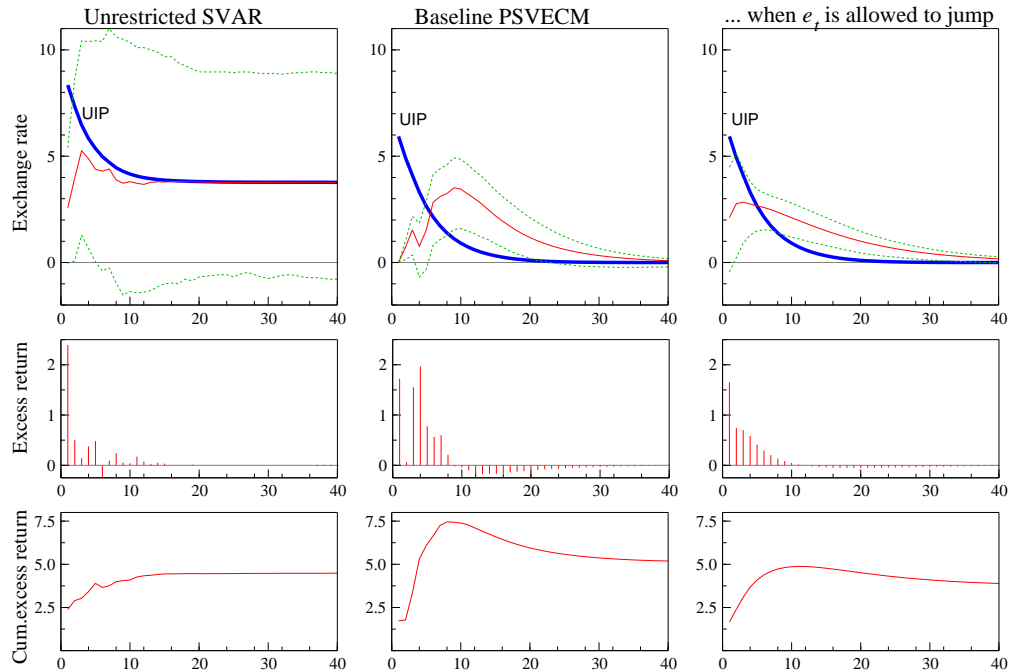 Unrestricted SVAR
Baseline PSVECM
... when e_t is allowed to jump
Exchange rate
10
5
0
UIP
0 10 20 30 40
10
5
0
UIP
0 10 20 30 40
10
5
0
UIP
0 10 20 30 40
Excess return
2
1
0
0 10 20 30 40
2
1
0
0 10 20 30 40
2
1
0
0 10 20 30 40
Cum.excess return
7.5
5.0
2.5
0 10 20 30 40
7.5
5.0
2.5
0 10 20 30 40
7.5
5.0
2.5
0 10 20 30 40